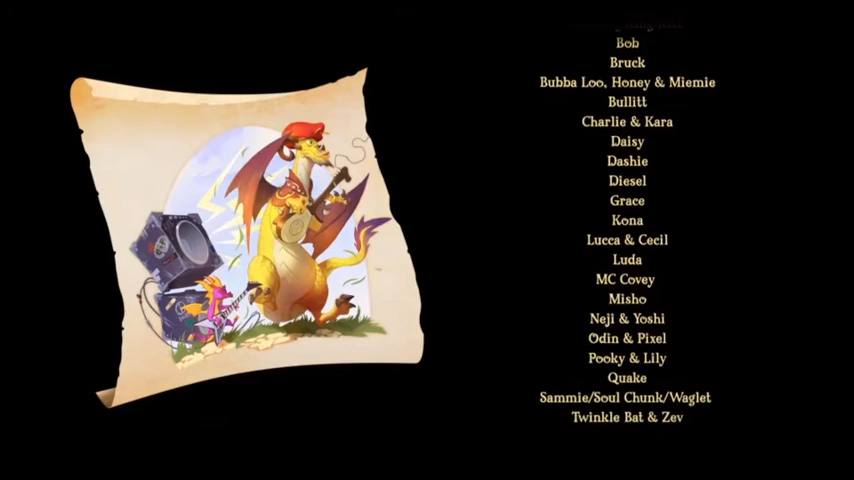 Bob
Bruck
Bubba Loo, Honey & Miemie
Bullitt
Charlie & Kara
Daisy
Dashie
Diesel
Grace
Kona
Lucca & Cecil
Luda
MC Covey
Misho
Neji & Yoshi
Odin & Pixel
Pooky & Lily
Quake
Sammie/Soul Chunk/Waglet
Twinkle Bat & Zev